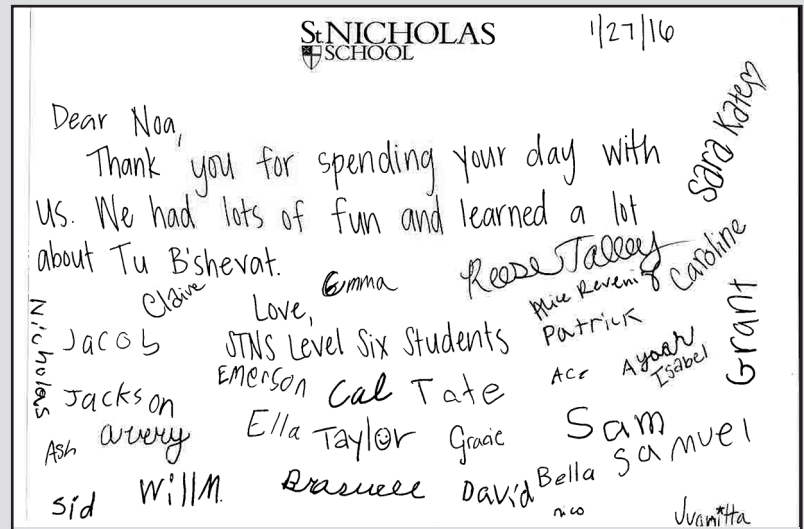 St. NICHOLAS
SCHOOL
1/27/16
Dear Noa,
Thank you for spending your day with
us. We had lots of fun and learned a lot
about Tu B'shevat.
Love,
STNS Level Six Students
Sara Kate
Claire
Emma
Reese Talley
Caroline
Nicholas
Jacob
Patrick
Grant
Emerson
Ace
Ayaar
Isabel
Jackson
Cal
Tate
Ash
avery
Ella
Taylor
Gracie
Sam
Samuel
Sid
Will M.
Braswell
David
Bella
nico
Juanitta